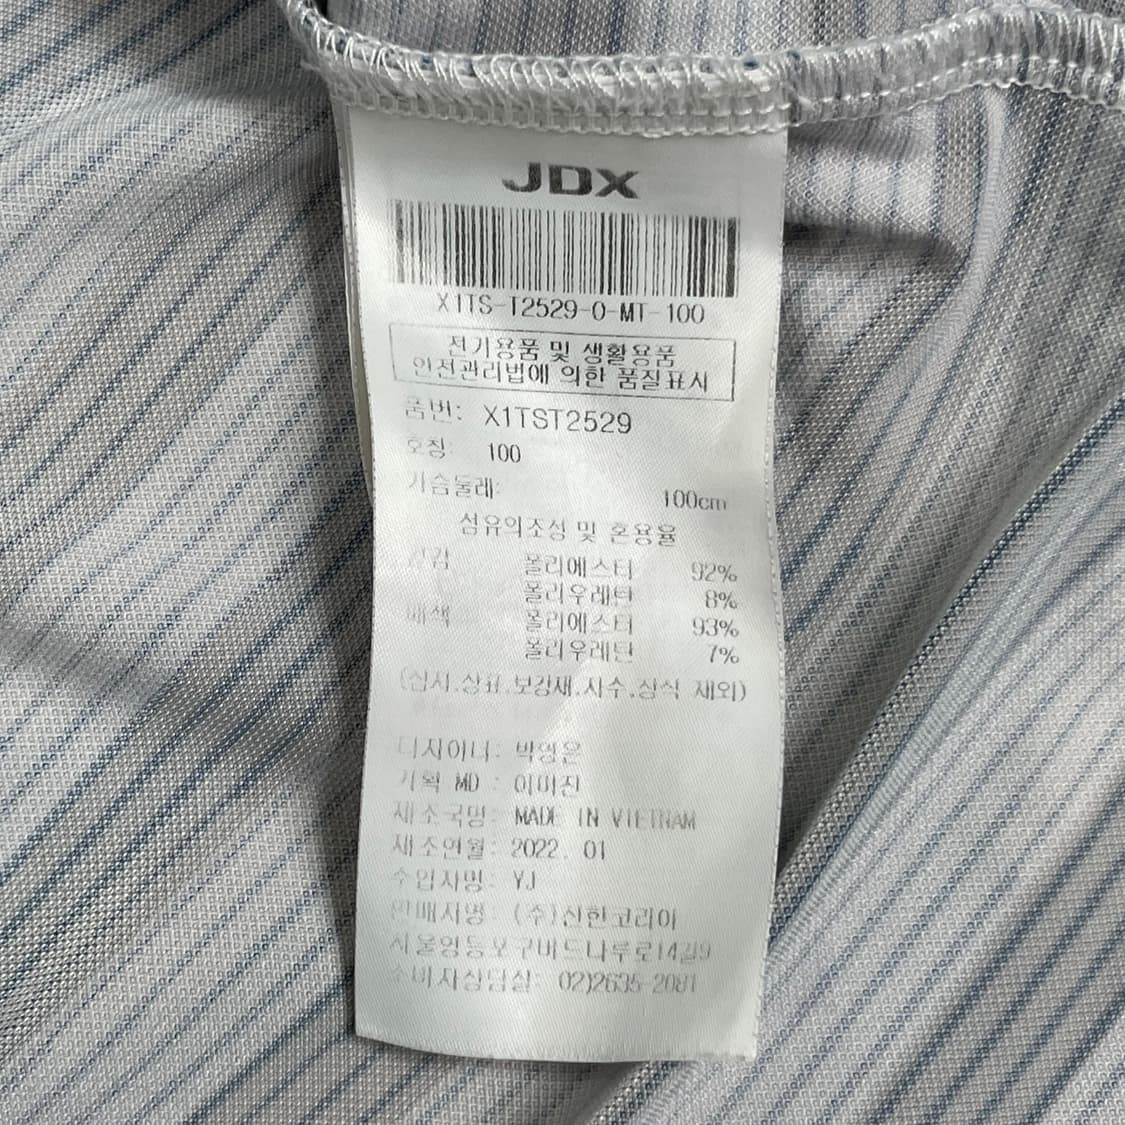 JDX
X1TS-T2529-0-MT-100
전기용품 및 생활용품
안전관리법에 의한 품질표시
품번: X1TST2529
호칭: 100
가슴둘레: 100cm
섬유의조성 및 혼용율
겉감 폴리에스터 92%
폴리우레탄 8%
배색 폴리에스터 93%
폴리우레탄 7%
(심지.상표.보강재.자수.장식 제외)
디자이너: 박영은
기획 MD :
제조국명: MADE IN VIETNAM
제조연월: 2022. 01
수입자명: YJ
판매자명: (주)신한코리아
서울영등포구버드나루로14길9
소비자상담실: 02)2635-2081